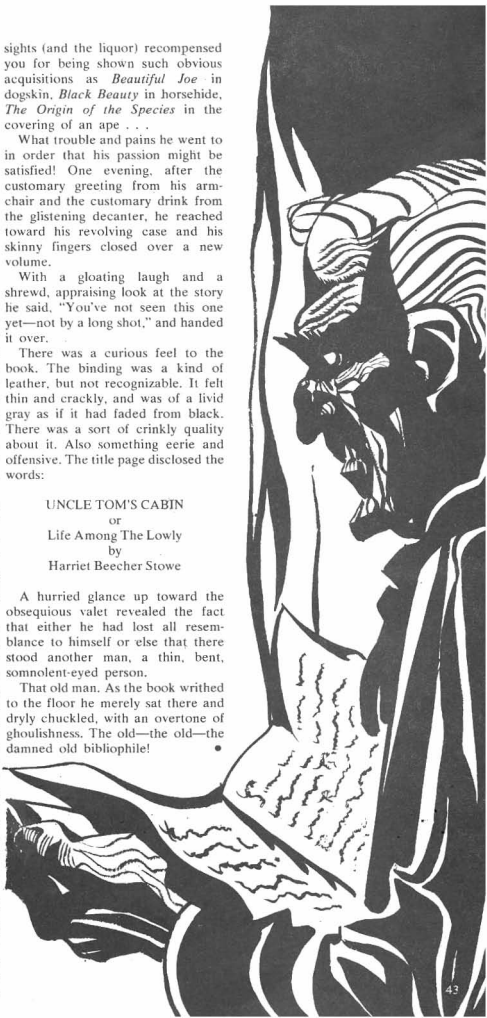 sights (and the liquor) recompensed
you for being shown such obvious
acquisitions as Beautiful Joe in
dogskin, Black Beauty in horsehide,
The Origin of the Species in the
covering of an ape . . .
What trouble and pains he went to
in order that his passion might be
satisfied! One evening, after the
customary greeting from his arm-
chair and the customary drink from
the glistening decanter, he reached
toward his revolving case and his
skinny fingers closed over a new
volume.
With a gloating laugh and a
shrewd, appraising look at the story
he said, "You've not seen this one
yet—not by a long shot," and handed
it over.
There was a curious feel to the
book. The binding was a kind of
leather, but not recognizable. It felt
thin and crackly, and was of a livid
gray as if it had faded from black.
There was a sort of crinkly quality
about it. Also something eerie and
offensive. The title page disclosed the
words:
UNCLE TOM'S CABIN
or
Life Among The Lowly
by
Harriet Beecher Stowe
A hurried glance up toward the
obsequious valet revealed the fact
that either he had lost all resem-
blance to himself or else that there
stood another man, a thin, bent,
somnolent-eyed person.
That old man. As the book writhed
to the floor he merely sat there and
dryly chuckled, with an overtone of
ghoulishness. The old—the old—the
damned old bibliophile! •
43